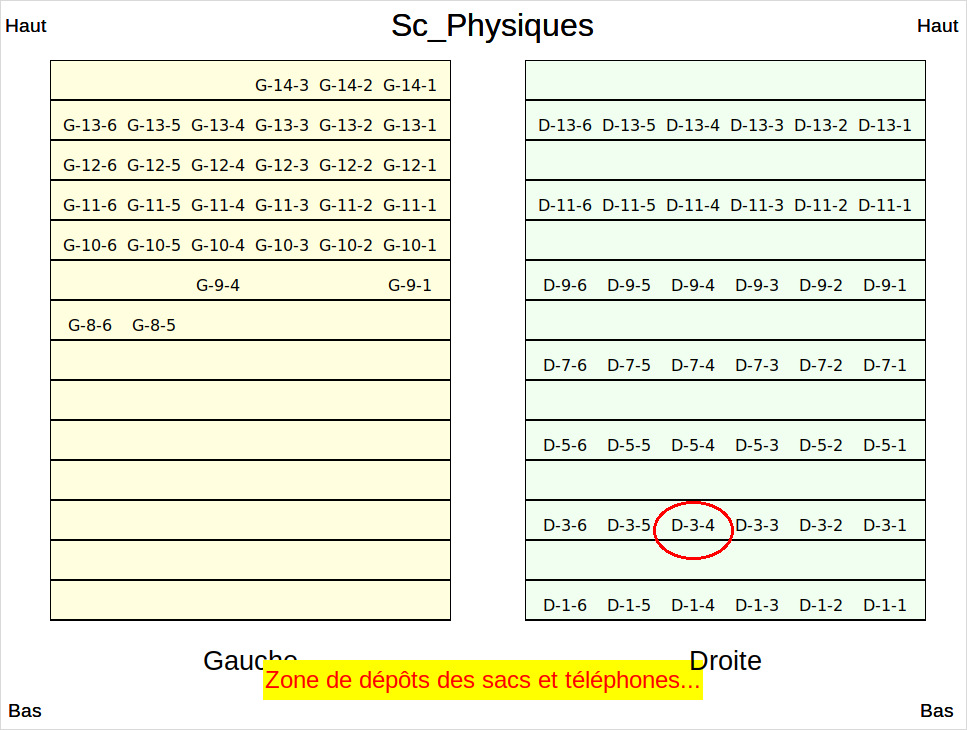 Haut Sc_Physiques Haut
G-14-3 G-14-2 G-14-1
G-13-6 G-13-5 G-13-4 G-13-3 G-13-2 G-13-1 D-13-6 D-13-5 D-13-4 D-13-3 D-13-2 D-13-1
G-12-6 G-12-5 G-12-4 G-12-3 G-12-2 G-12-1
G-11-6 G-11-5 G-11-4 G-11-3 G-11-2 G-11-1 D-11-6 D-11-5 D-11-4 D-11-3 D-11-2 D-11-1
G-10-6 G-10-5 G-10-4 G-10-3 G-10-2 G-10-1
G-9-4 G-9-1 D-9-6 D-9-5 D-9-4 D-9-3 D-9-2 D-9-1
G-8-6 G-8-5
D-7-6 D-7-5 D-7-4 D-7-3 D-7-2 D-7-1
D-5-6 D-5-5 D-5-4 D-5-3 D-5-2 D-5-1
D-3-6 D-3-5 D-3-4 D-3-3 D-3-2 D-3-1
D-1-6 D-1-5 D-1-4 D-1-3 D-1-2 D-1-1
Gauche Droite
Zone de dépôts des sacs et téléphones...
Bas Bas